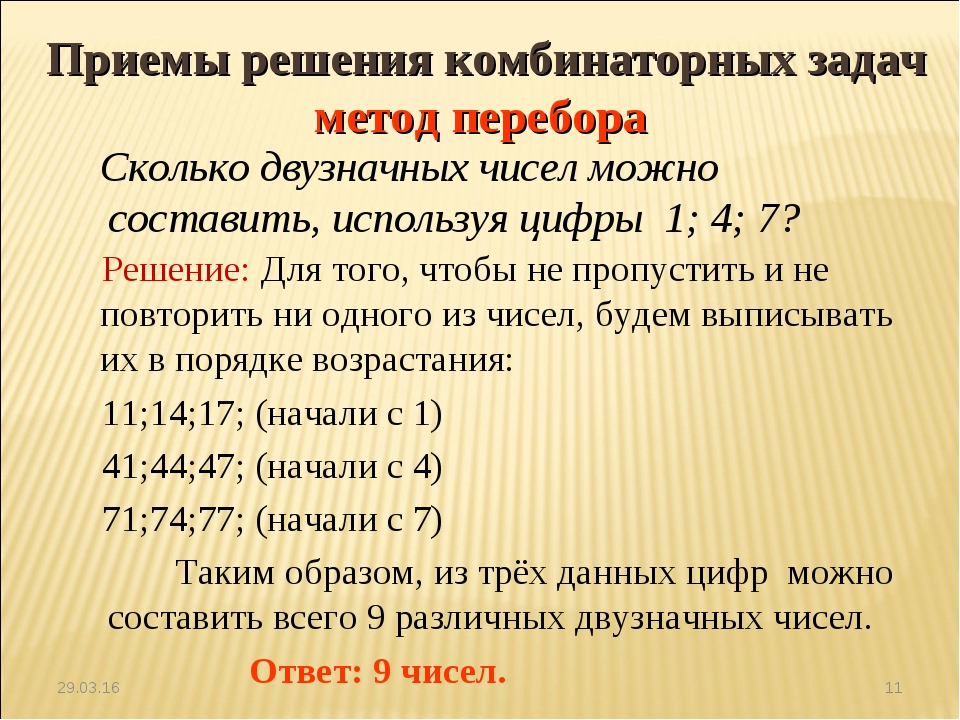 Приемы решения комбинаторных задач
метод перебора
Сколько двузначных чисел можно
составить, используя цифры 1; 4; 7?
Решение: Для того, чтобы не пропустить и не
повторить ни одного из чисел, будем выписывать
их в порядке возрастания:
11;14;17; (начали с 1)
41;44;47; (начали с 4)
71;74;77; (начали с 7)
Таким образом, из трёх данных цифр можно
составить всего 9 различных двузначных чисел.
Ответ: 9 чисел.
29.03.16
11